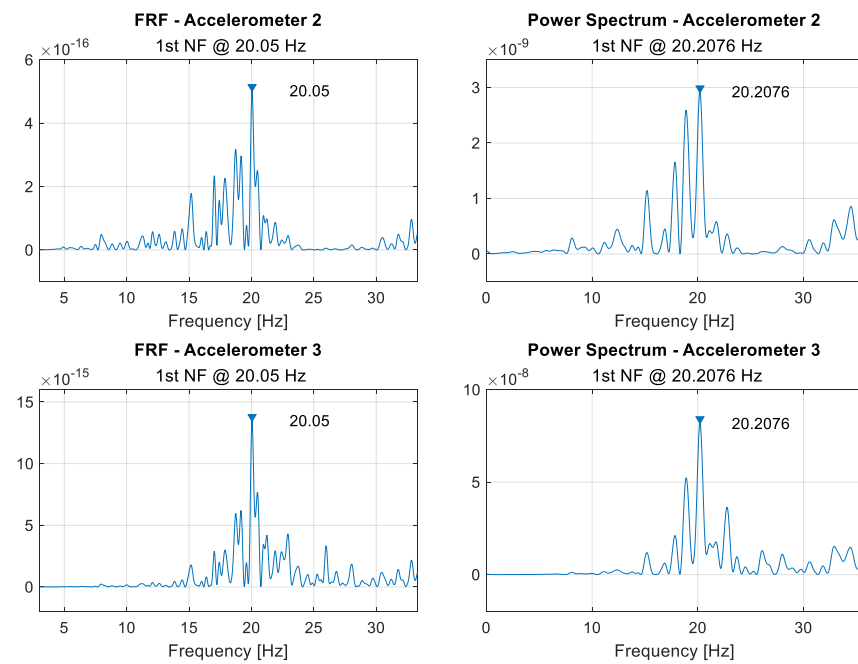 FRF - Accelerometer 2
1st NF @ 20.05 Hz
×10-16
6
4
2
0
20.05
5 10 15 20 25 30
Frequency [Hz]
Power Spectrum - Accelerometer 2
1st NF @ 20.2076 Hz
×10-9
3
2
1
0
20.2076
0 10 20 30
Frequency [Hz]
FRF - Accelerometer 3
1st NF @ 20.05 Hz
×10-15
15
10
5
0
20.05
5 10 15 20 25 30
Frequency [Hz]
Power Spectrum - Accelerometer 3
1st NF @ 20.2076 Hz
×10-8
10
5
0
20.2076
0 10 20 30
Frequency [Hz]